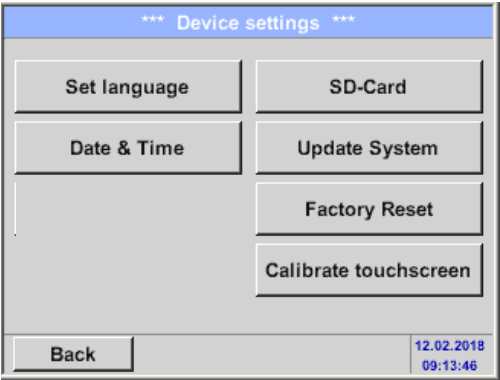 *** Device settings ***
Set language
SD-Card
Date & Time
Update System
Factory Reset
Calibrate touchscreen
Back
12.02.2018
09:13:46